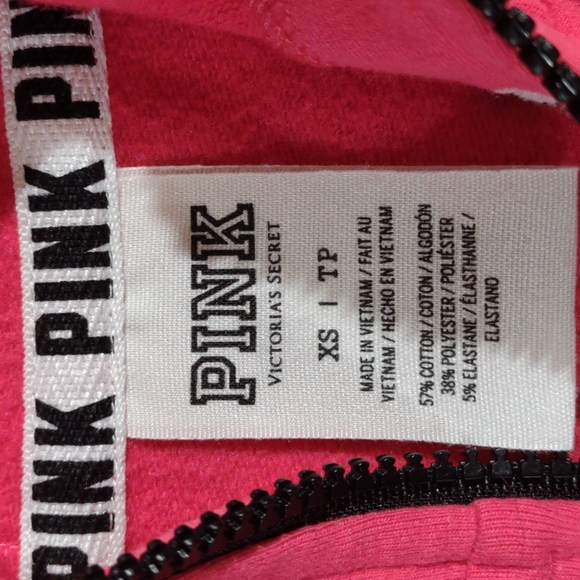 PINK PINK PINK
PINK
VICTORIA'S SECRET
XS | TP
MADE IN VIETNAM / FAIT AU
VIETNAM / HECHO EN VIETNAM
57% COTTON / COTON / ALGODÓN
38% POLYESTER / POLIÉSTER
5% ELASTANE / ÉLASTHANNE /
ELASTANO